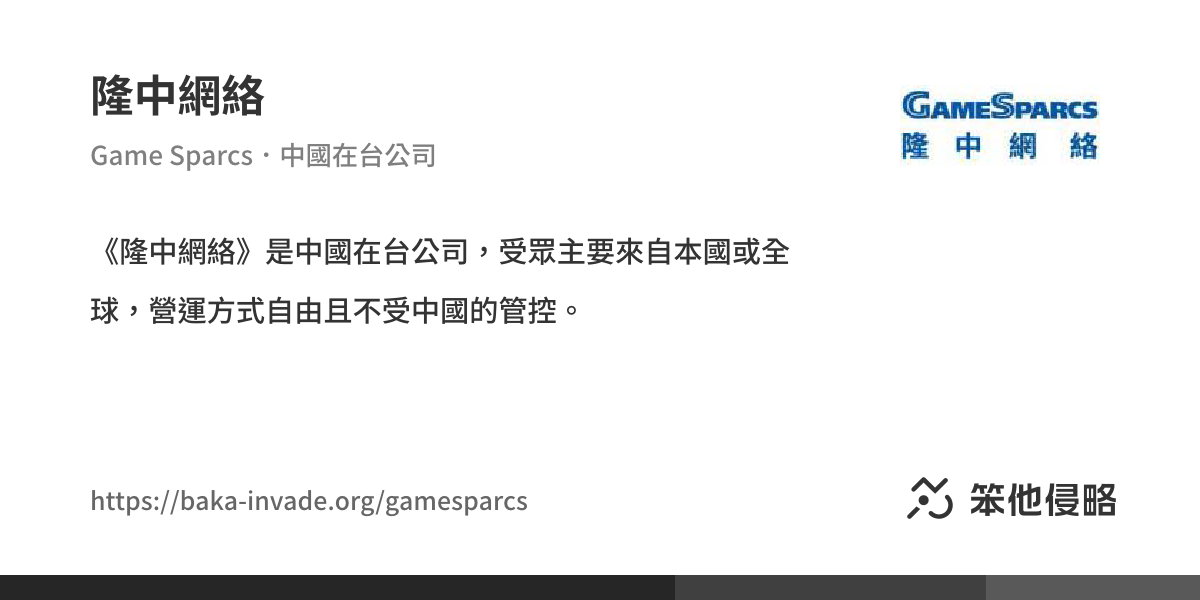 隆中網絡
Game Sparcs・中國在台公司
GAMESPARCS
隆中網絡
《隆中網絡》是中國在台公司，受眾主要來自本國或全
球，營運方式自由且不受中國的管控。
https://baka-invade.org/gamesparcs
笨他侵略